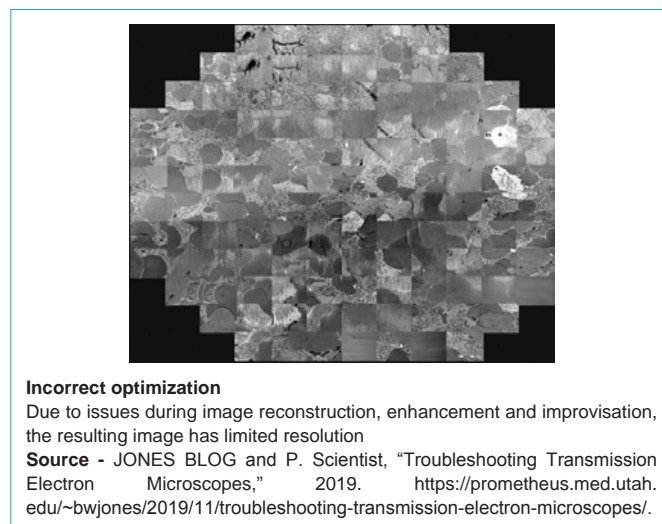 Incorrect optimization
Due to issues during image reconstruction, enhancement and improvisation,
the resulting image has limited resolution
Source - JONES BLOG and P. Scientist, “Troubleshooting Transmission
Electron Microscopes,” 2019. https://prometheus.med.utah.
edu/~bwjones/2019/11/troubleshooting-transmission-electron-microscopes/.